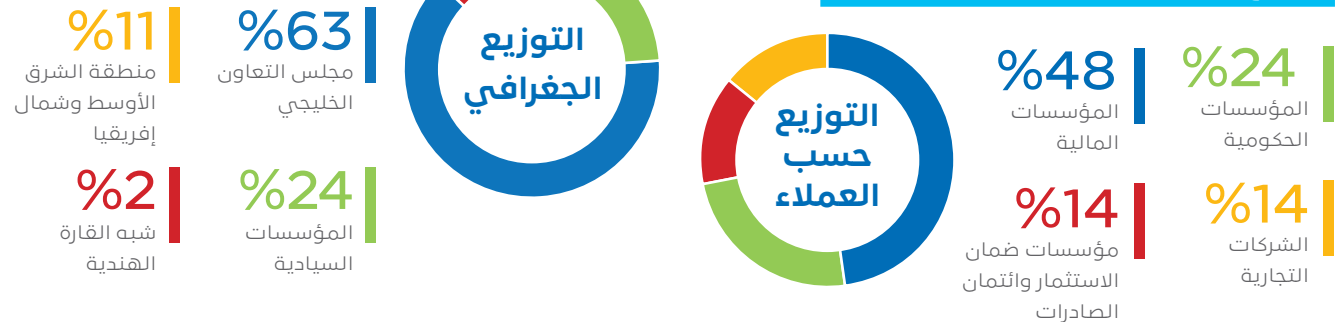 %24
المؤسسات
الحكومية
%48
المؤسسات
المالية
%14
الشركات
التجارية
%14
مؤسسات ضمان
الاستثمار وائتمان
الصادرات
التوزيع
حسب
العملاء
التوزيع
الجغرافي
%63
مجلس التعاون
الخليجي
%11
منطقة الشرق
الأوسط وشمال
إفريقيا
%24
المؤسسات
السيادية
%2
شبه القارة
الهندية